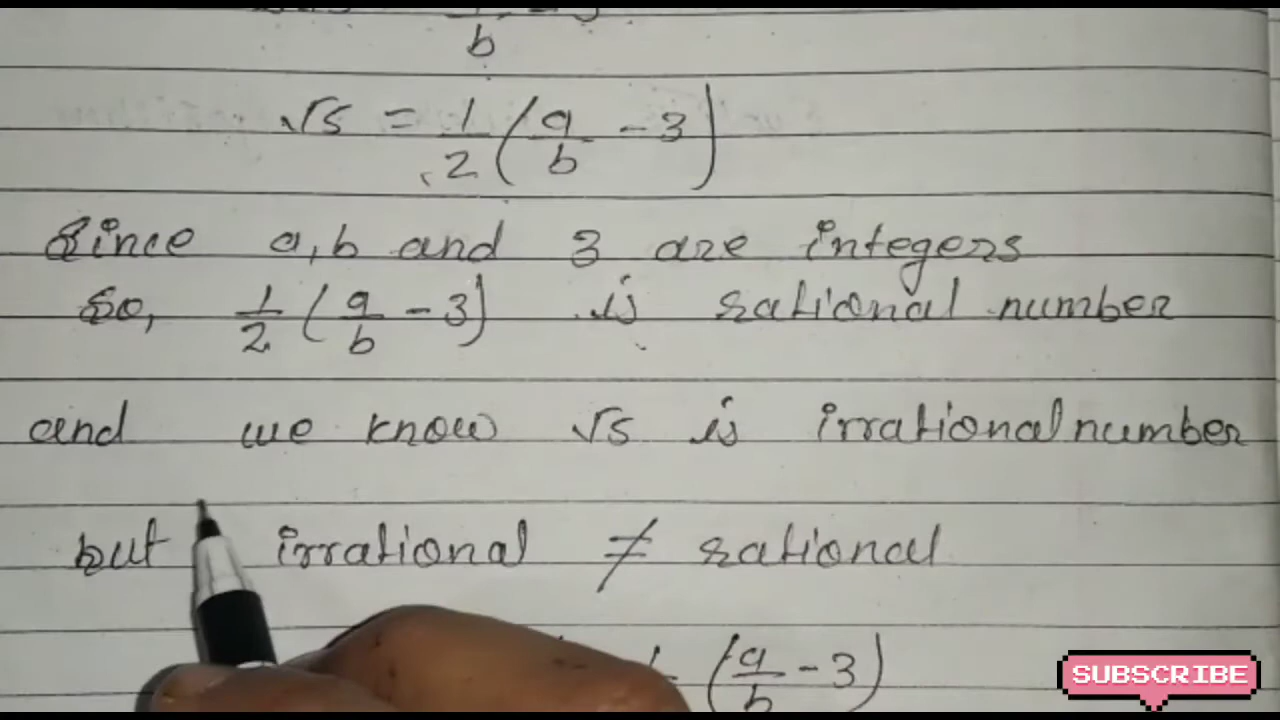 b
√5 = 1/2 (a/b - 3)
Since a, b and 3 are integers
So, 1/2 (a/b - 3) is rational number
and we know √5 is irrational number
but irrational ≠ rational
(a/b - 3)
SUBSCRIBE